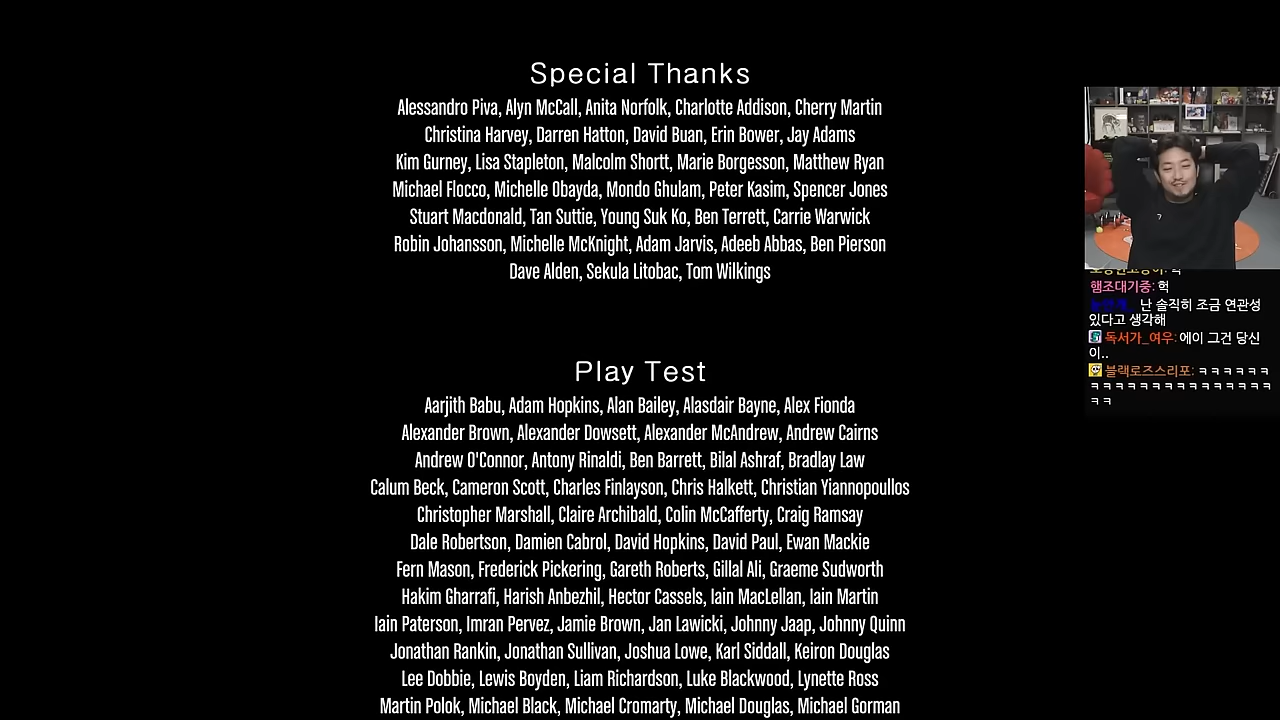 Special Thanks
Alessandro Piva, Alyn McCall, Anita Norfolk, Charlotte Addison, Cherry Martin
Christina Harvey, Darren Hatton, David Buan, Erin Bower, Jay Adams
Kim Gurney, Lisa Stapleton, Malcolm Shortt, Marie Borgesson, Matthew Ryan
Michael Flocco, Michelle Obayda, Mondo Ghulam, Peter Kasim, Spencer Jones
Stuart Macdonald, Tan Suttie, Young Suk Ko, Ben Terrett, Carrie Warwick
Robin Johansson, Michelle McKnight, Adam Jarvis, Adeeb Abbas, Ben Pierson
Dave Alden, Sekula Litobac, Tom Wilkings
Play Test
Aarjith Babu, Adam Hopkins, Alan Bailey, Alasdair Bayne, Alex Fionda
Alexander Brown, Alexander Dowsett, Alexander McAndrew, Andrew Cairns
Andrew O'Connor, Antony Rinaldi, Ben Barrett, Bilal Ashraf, Bradlay Law
Calum Beck, Cameron Scott, Charles Finlayson, Chris Halkett, Christian Yiannopoullos
Christopher Marshall, Claire Archibald, Colin McCafferty, Craig Ramsay
Dale Robertson, Damien Cabrol, David Hopkins, David Paul, Ewan Mackie
Fern Mason, Frederick Pickering, Gareth Roberts, Gillal Ali, Graeme Sudworth
Hakim Gharrafi, Harish Anbezhil, Hector Cassels, Iain MacLellan, Iain Martin
Iain Paterson, Imran Pervez, Jamie Brown, Jan Lawicki, Johnny Jaap, Johnny Quinn
Jonathan Rankin, Jonathan Sullivan, Joshua Lowe, Karl Siddall, Keiron Douglas
Lee Dobbie, Lewis Boyden, Liam Richardson, Luke Blackwood, Lynette Ross
Martin Polok, Michael Black, Michael Cromarty, Michael Douglas, Michael Gorman
햄조대기중: 헉
난 솔직히 조금 연관성
있다고 생각해
독서가_여우: 에이 그건 당신
이..
블랙로즈스리포: ㅋㅋㅋㅋㅋㅋ
ㅋㅋㅋㅋㅋㅋㅋㅋㅋㅋㅋㅋㅋㅋㅋ
ㅋㅋ